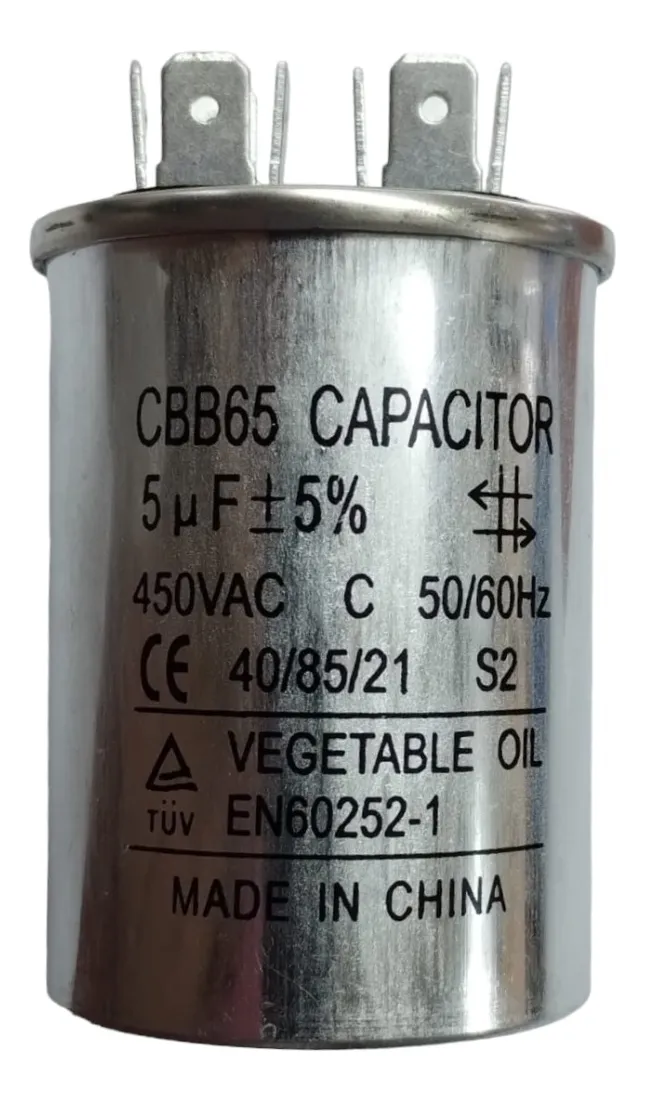 CBB65 CAPACITOR
5μF±5%
450VAC C 50/60Hz
CE 40/85/21 S2
VEGETABLE OIL
TÜV EN60252-1
MADE IN CHINA